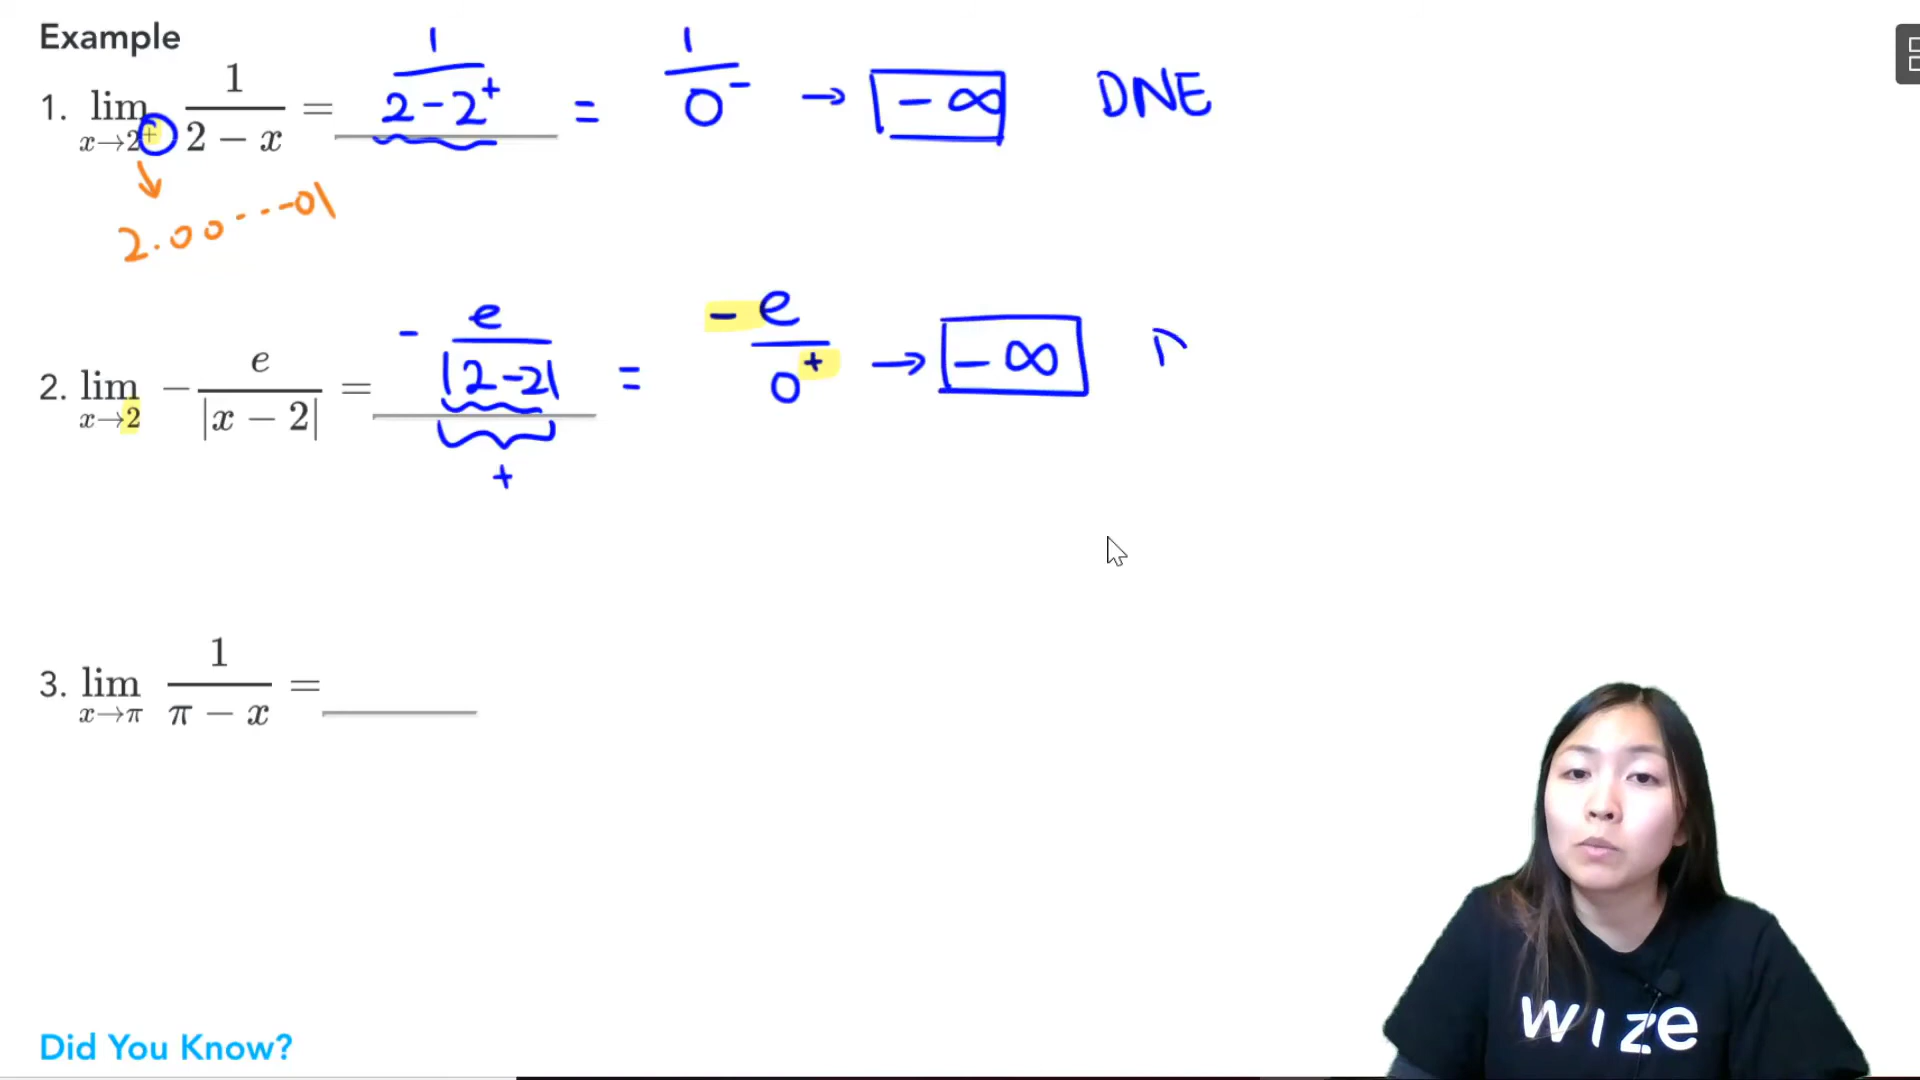 Example
1. lim x→2⁺ 1/(2 − x) = 1/(2 − 2⁺) = 1/0⁻ → −∞ DNE
2.00---01
2. lim x→2 − e/|x − 2| = - e/|2 − 2| = - e/0⁺ → −∞
+
3. lim x→π 1/(π − x) =
Did You Know?
wize